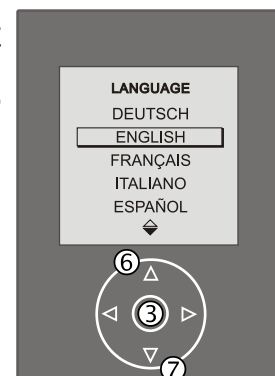 LANGUAGE
DEUTSCH
ENGLISH
FRANÇAIS
ITALIANO
ESPAÑOL
6
3
7